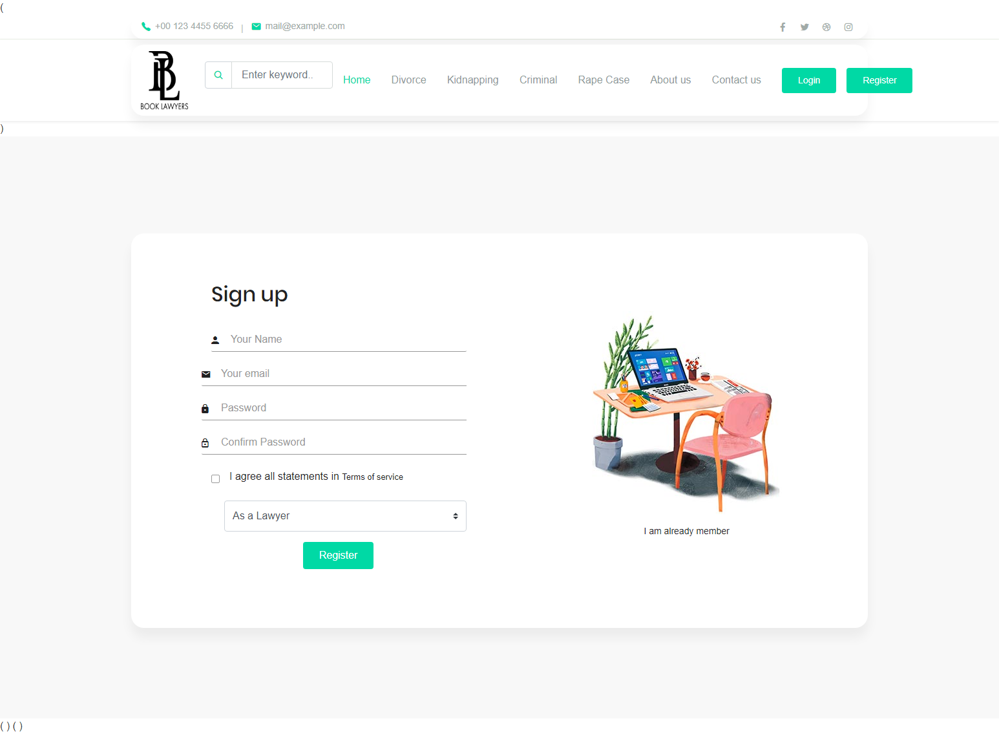 (
+00 123 4455 6666 | mail@example.com
BL
BOOK LAWYERS
Enter keyword..
Home Divorce Kidnapping Criminal Rape Case About us Contact us Login Register
)
Sign up
Your Name
Your email
Password
Confirm Password
I agree all statements in Terms of service
As a Lawyer
Register
I am already member
( ) ( )